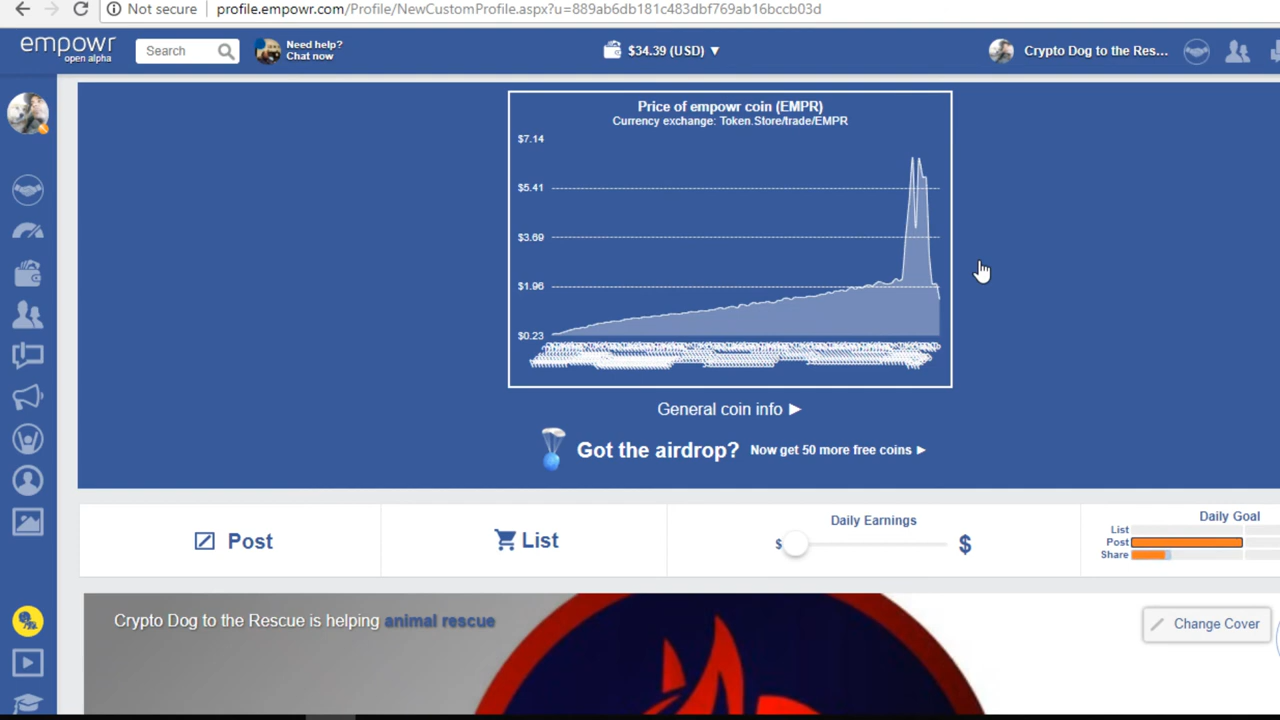 Not secure
profile.empowr.com/Profile/NewCustomProfile.aspx?u=889ab6db181c483dbf769ab16bccb03d
empowr
open alpha
Search
Need help?
Chat now
$34.39 (USD) ▼
Crypto Dog to the Res...
Price of empowr coin (EMPR)
Currency exchange: Token.Store/trade/EMPR
$7.14
$5.41
$3.69
$1.96
$0.23
General coin info ►
Got the airdrop? Now get 50 more free coins ►
Post
List
Daily Earnings
$
$
Daily Goal
List
Post
Share
Crypto Dog to the Rescue is helping animal rescue
Change Cover